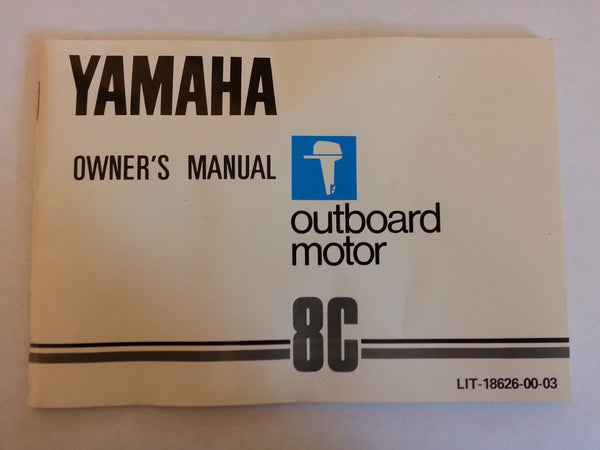 YAMAHA
OWNER'S MANUAL
outboard
motor
8C
LIT-18626-00-03